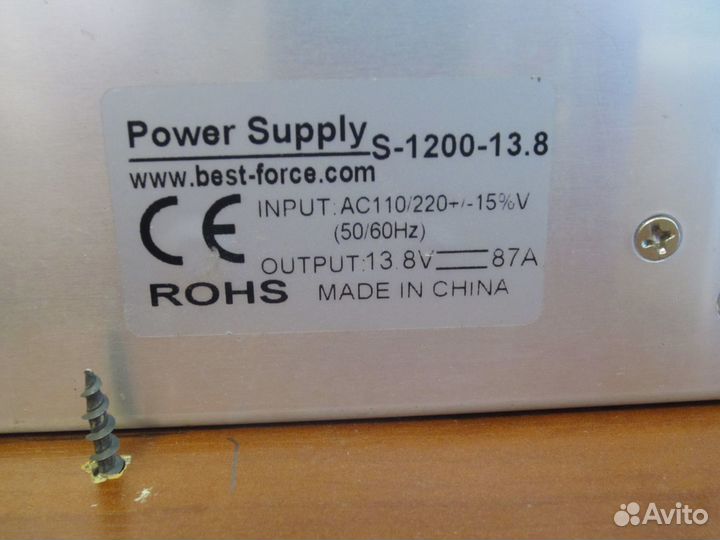 Power Supply S-1200-13.8
www.best-force.com
CE
INPUT: AC110/220+/-15%V
(50/60Hz)
OUTPUT: 13.8V 87A
ROHS MADE IN CHINA
Avito